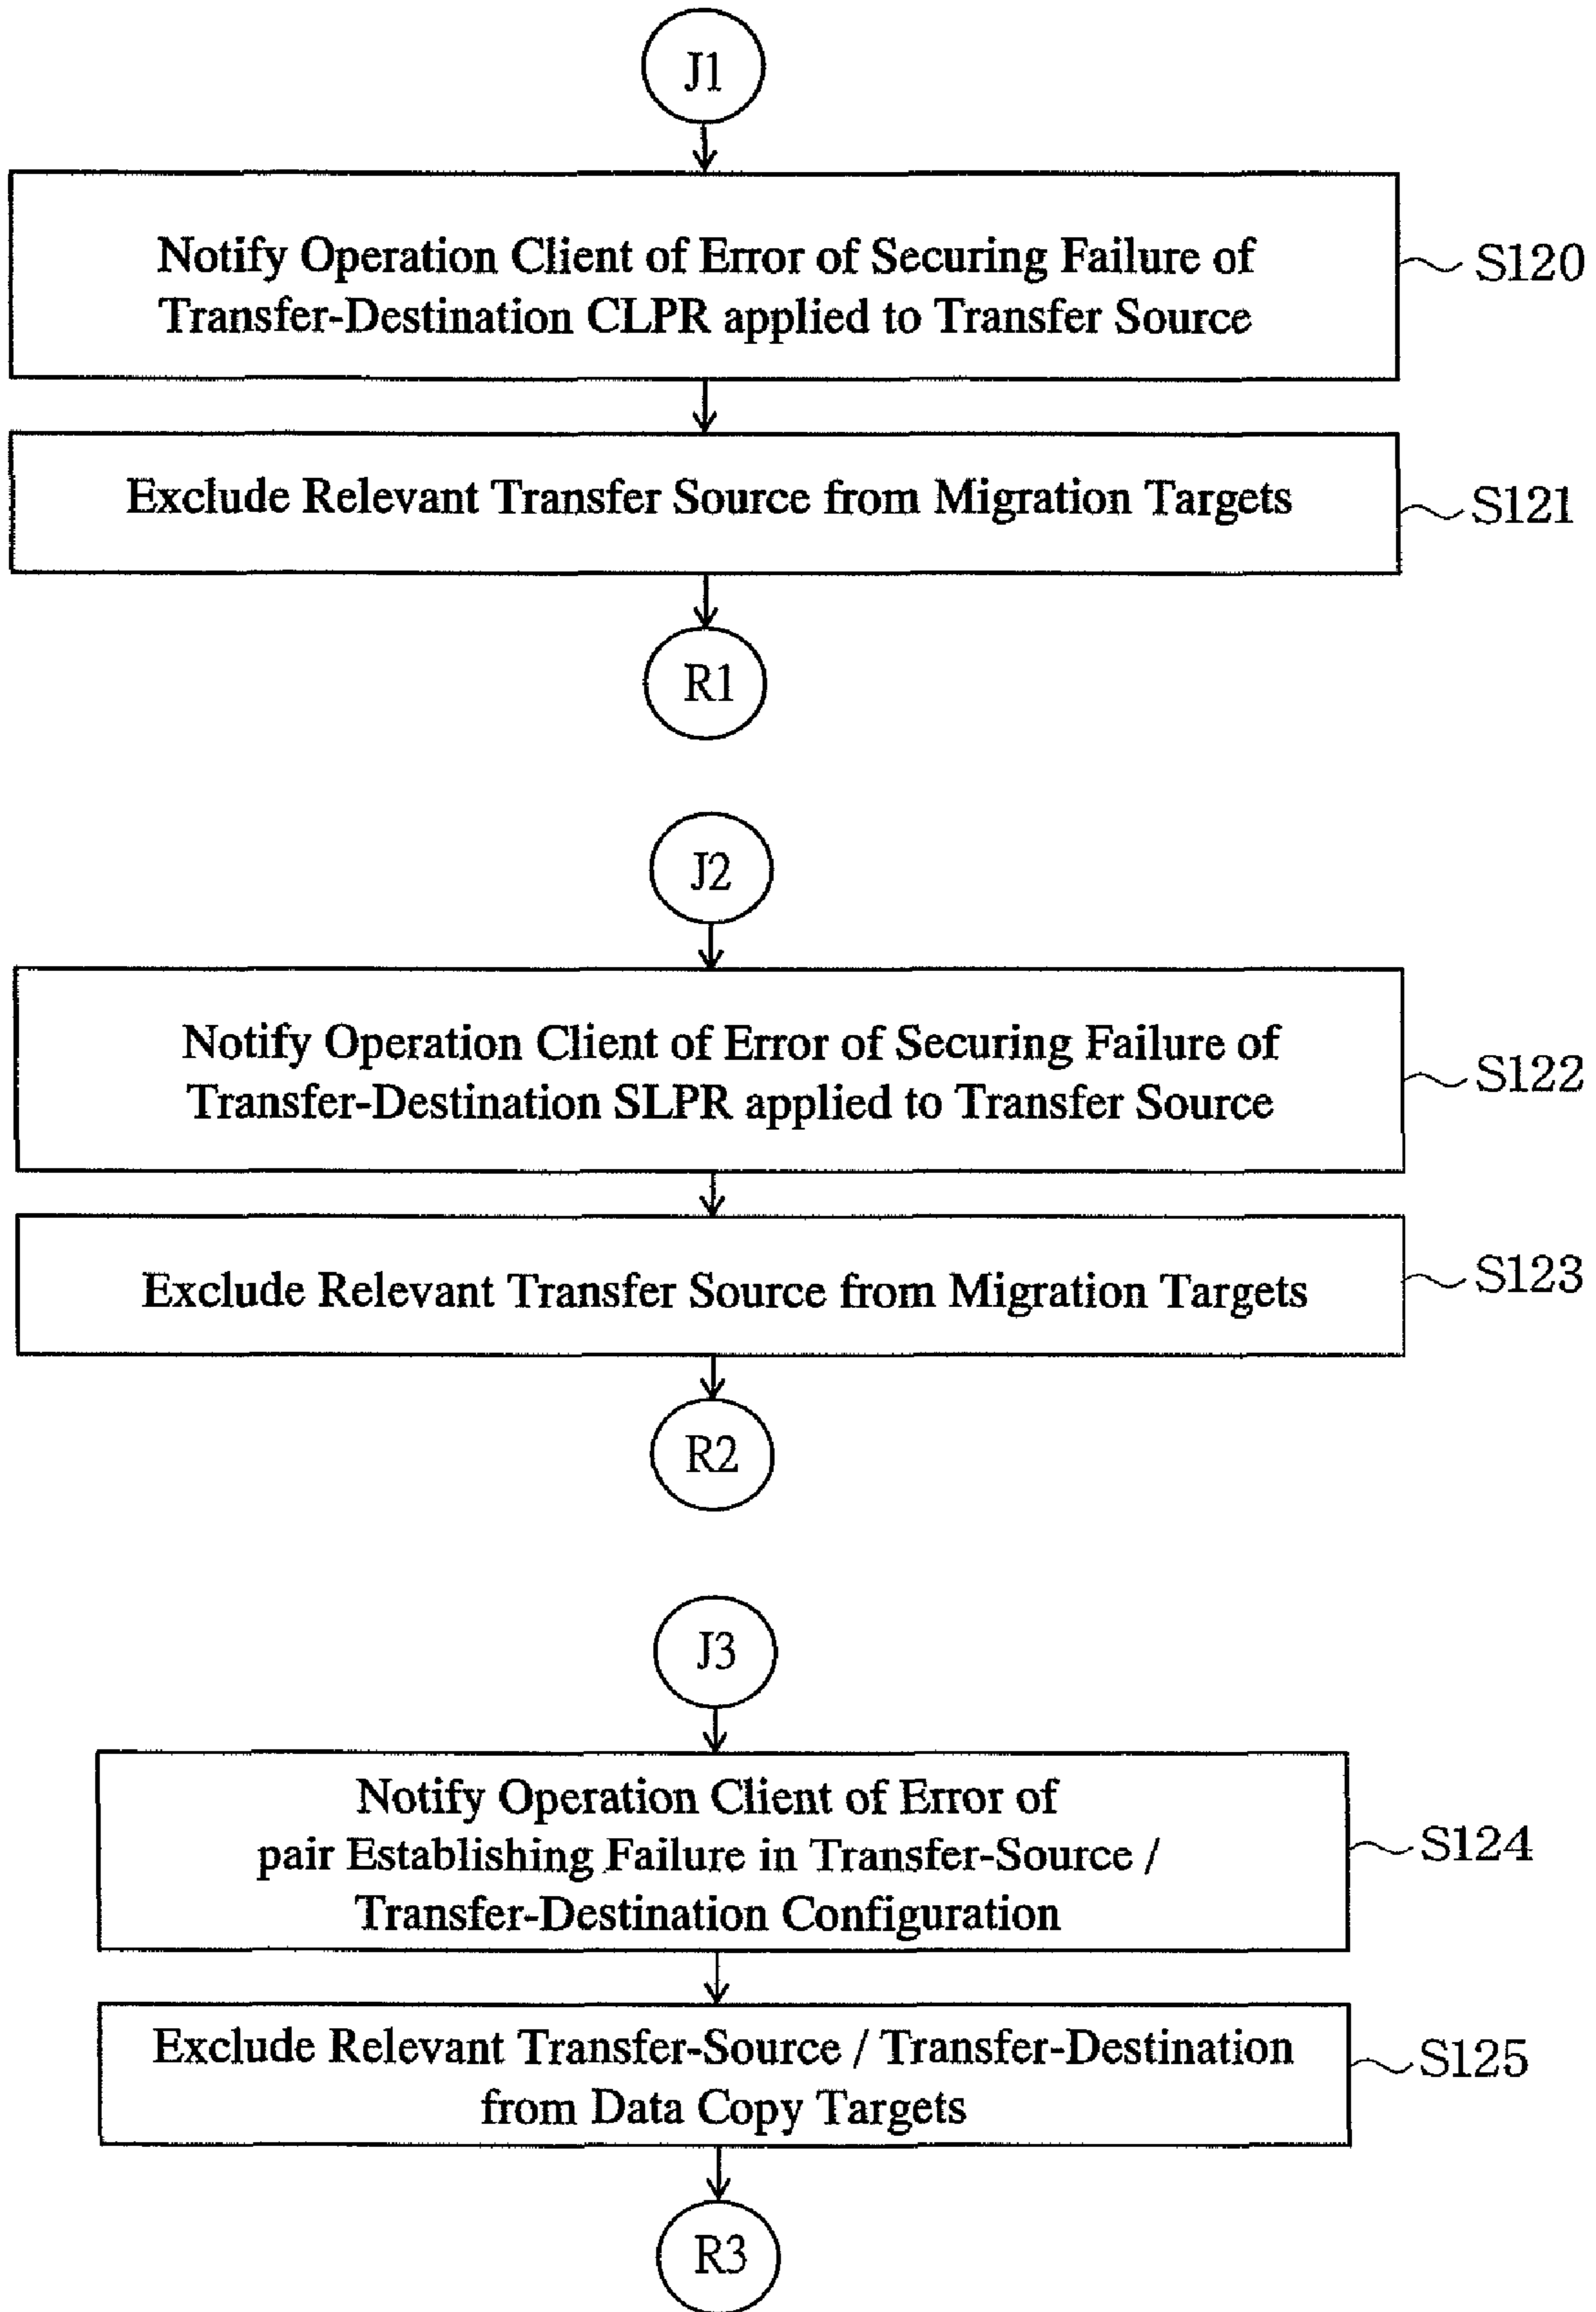 J1
Notify Operation Client of Error of Securing Failure of
Transfer-Destination CLPR applied to Transfer Source
S120
Exclude Relevant Transfer Source from Migration Targets
S121
R1
J2
Notify Operation Client of Error of Securing Failure of
Transfer-Destination SLPR applied to Transfer Source
S122
Exclude Relevant Transfer Source from Migration Targets
S123
R2
J3
Notify Operation Client of Error of
pair Establishing Failure in Transfer-Source /
Transfer-Destination Configuration
S124
Exclude Relevant Transfer-Source / Transfer-Destination
from Data Copy Targets
S125
R3